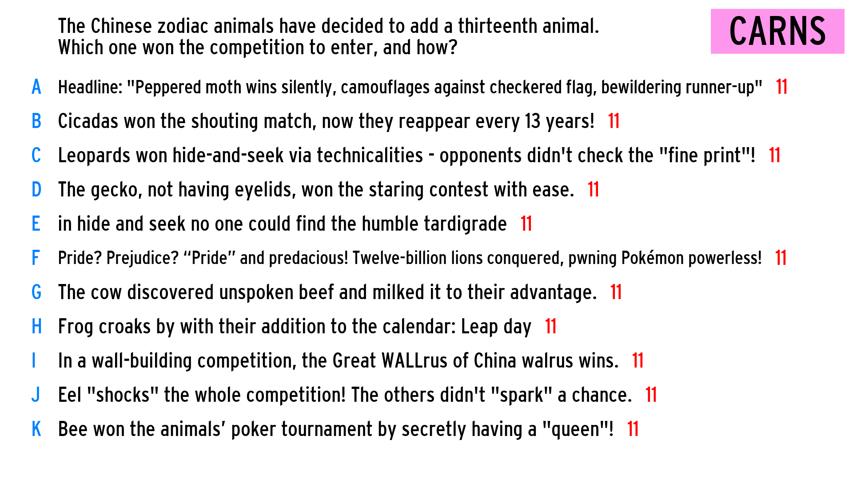 The Chinese zodiac animals have decided to add a thirteenth animal.
Which one won the competition to enter, and how?
CARNS
A Headline: "Peppered moth wins silently, camouflages against checkered flag, bewildering runner-up" 11
B Cicadas won the shouting match, now they reappear every 13 years! 11
C Leopards won hide-and-seek via technicalities - opponents didn't check the "fine print"! 11
D The gecko, not having eyelids, won the staring contest with ease. 11
E in hide and seek no one could find the humble tardigrade 11
F Pride? Prejudice? “Pride” and predacious! Twelve-billion lions conquered, pwning Pokémon powerless! 11
G The cow discovered unspoken beef and milked it to their advantage. 11
H Frog croaks by with their addition to the calendar: Leap day 11
I In a wall-building competition, the Great WALLrus of China walrus wins. 11
J Eel "shocks" the whole competition! The others didn't "spark" a chance. 11
K Bee won the animals’ poker tournament by secretly having a "queen"! 11